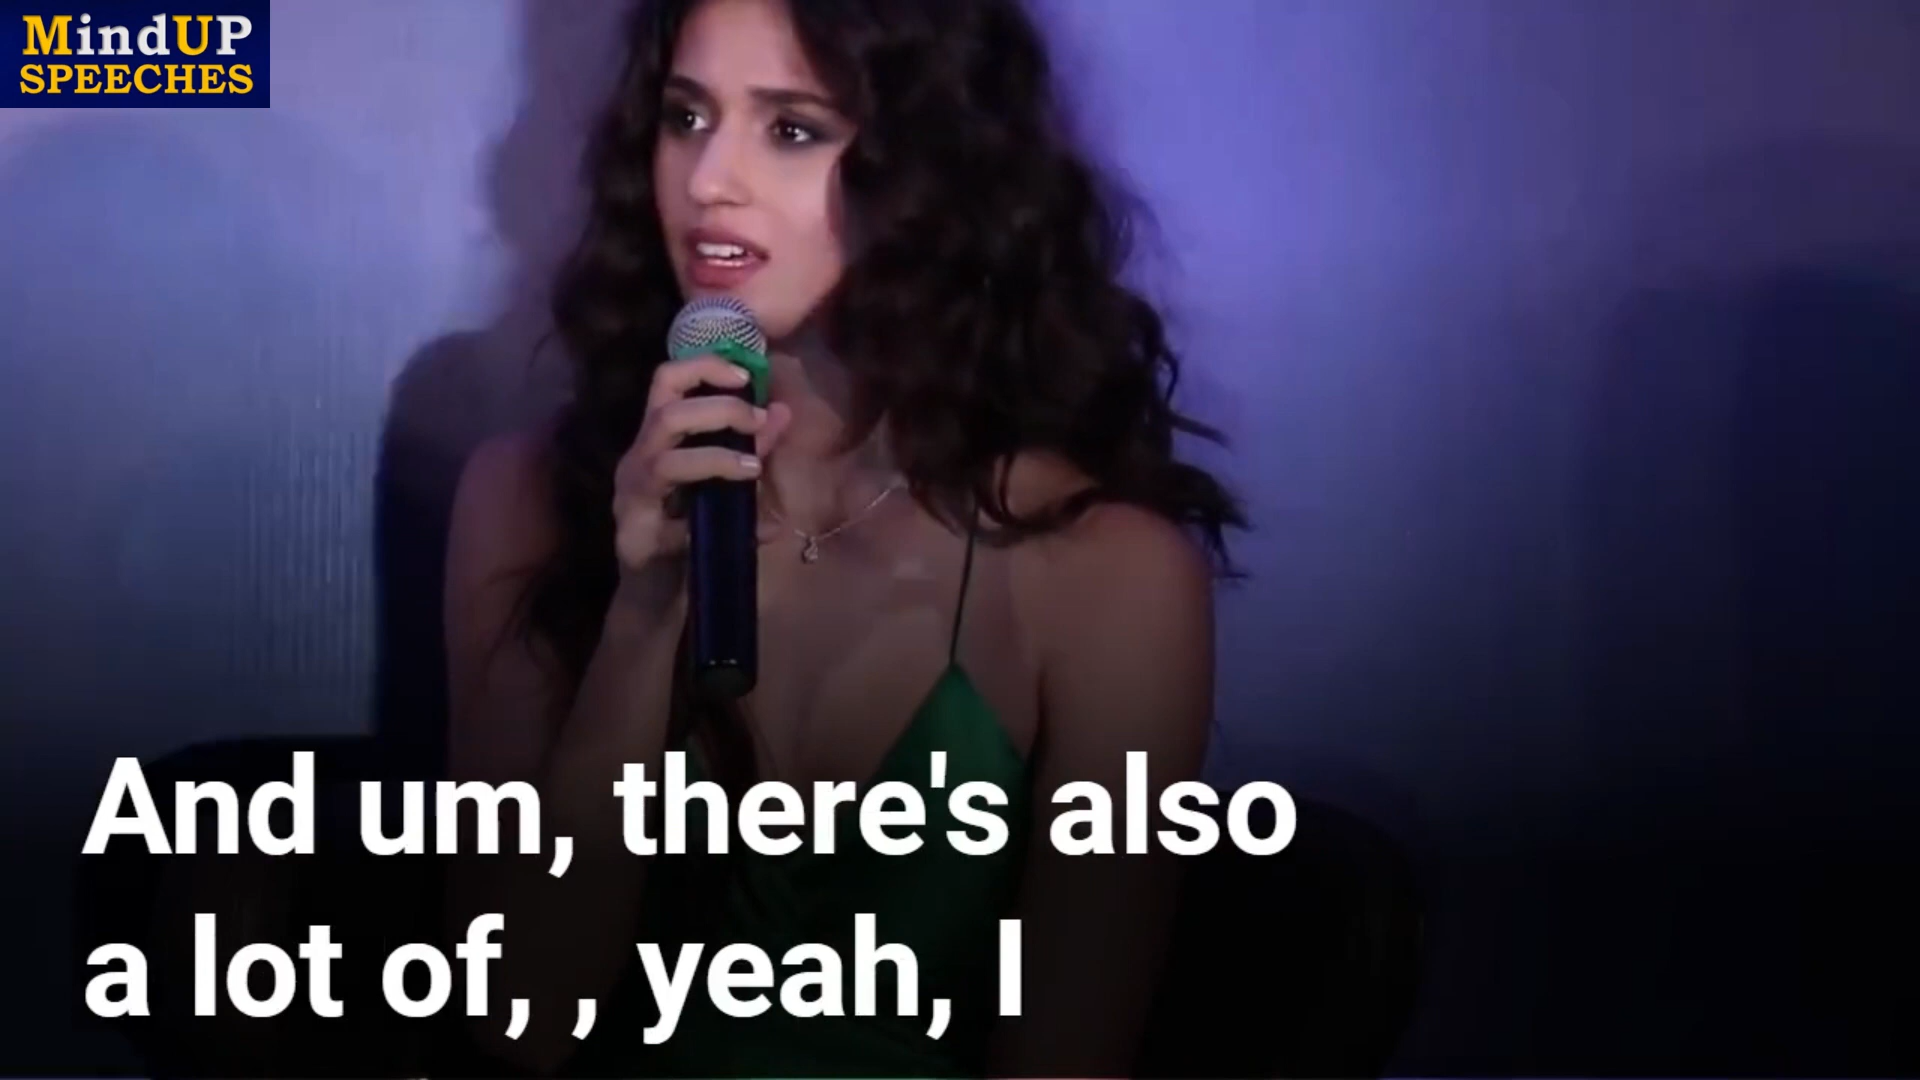 MindUP
SPEECHES
And um, there's also
a lot of, , yeah, I